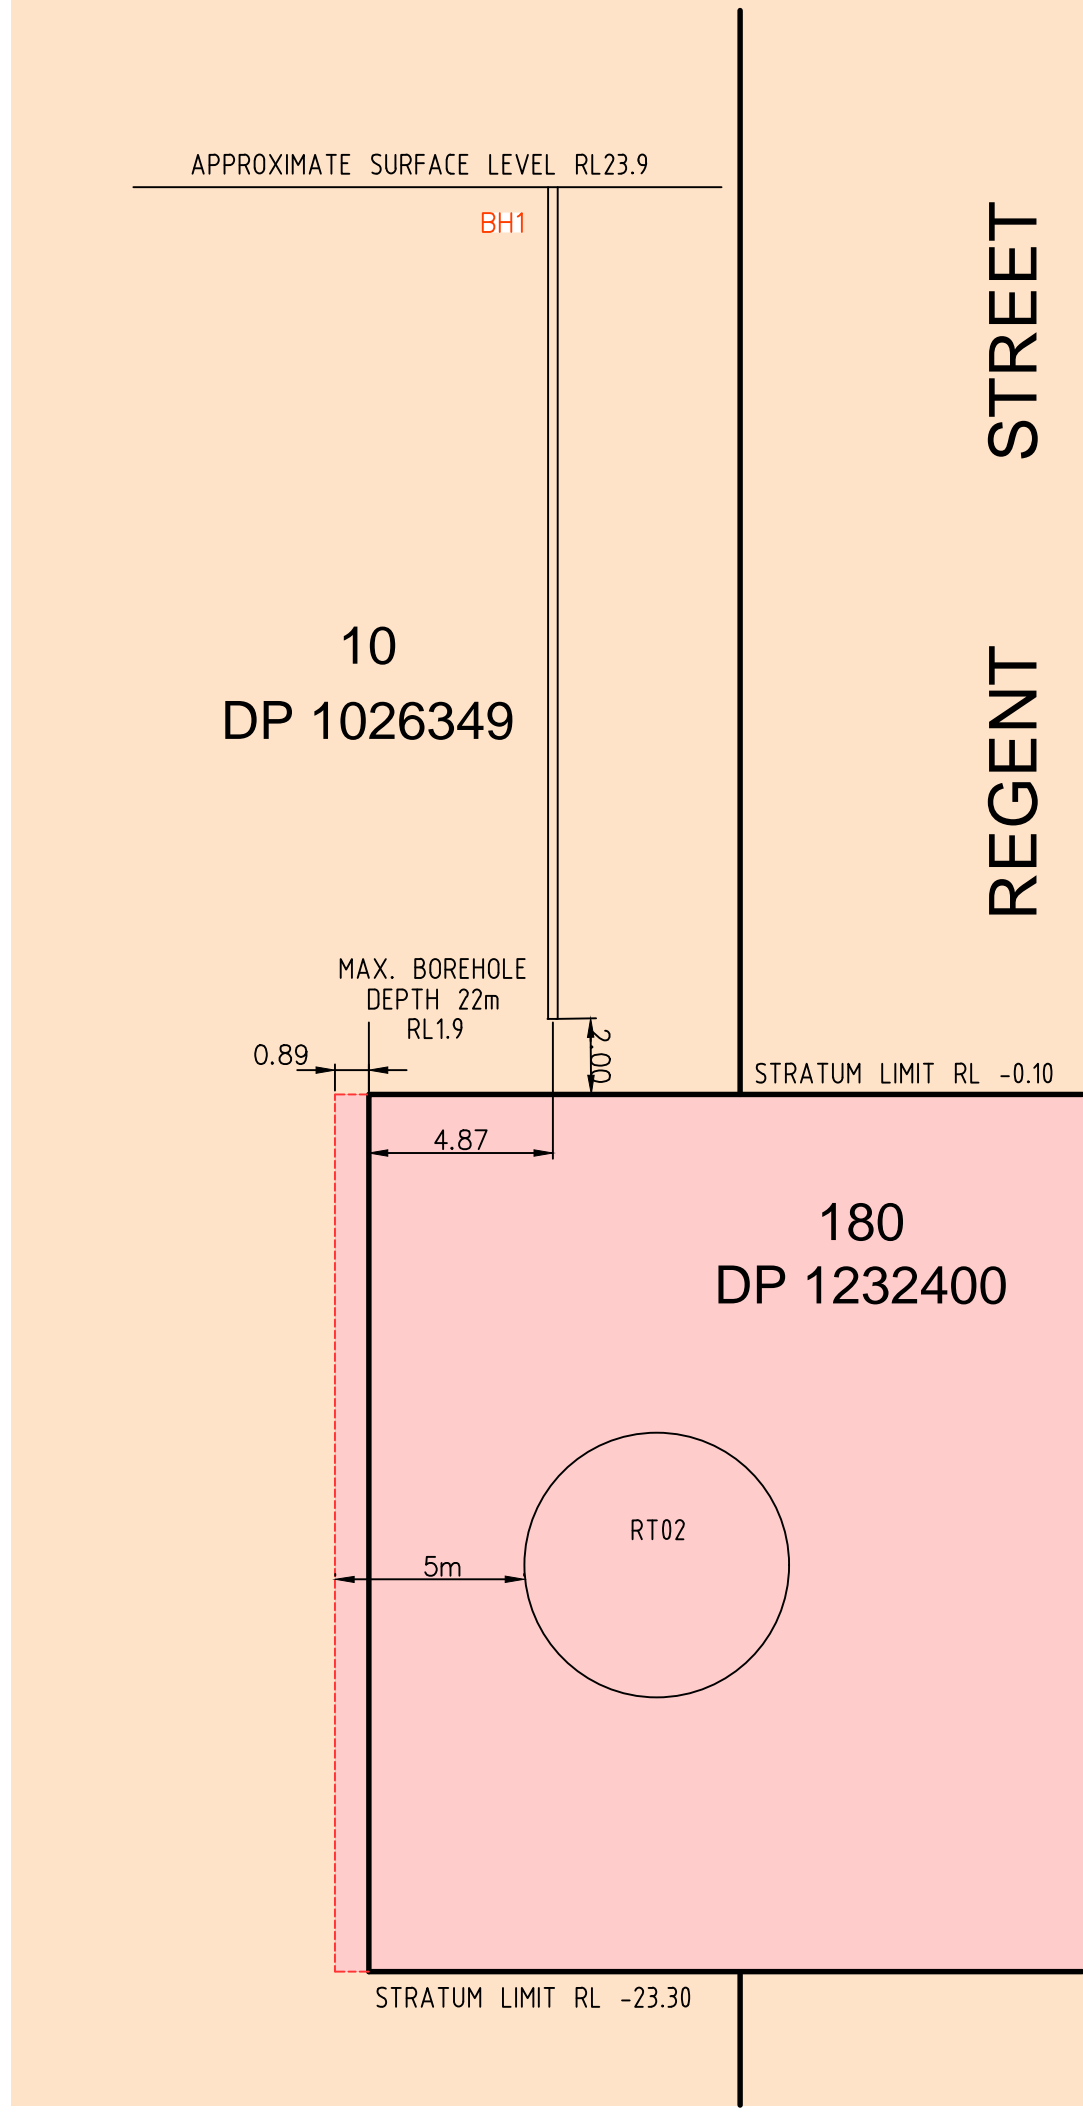 APPROXIMATE SURFACE LEVEL RL23.9
BH1
REGENT STREET
10
DP 1026349
MAX. BOREHOLE
DEPTH 22m
RL1.9
0.89
2.00
STRATUM LIMIT RL -0.10
4.87
180
DP 1232400
RT02
5m
STRATUM LIMIT RL -23.30